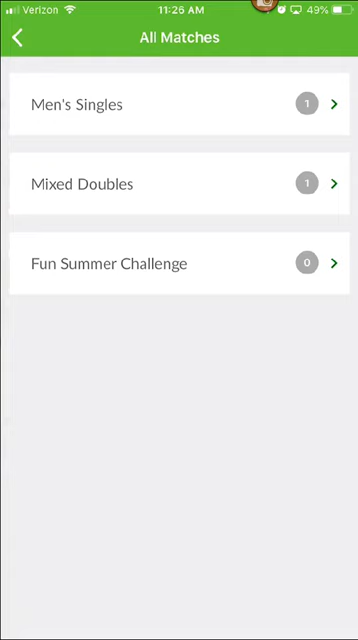 Verizon 11:26 AM 49%
All Matches
Men's Singles 1
Mixed Doubles 1
Fun Summer Challenge 0